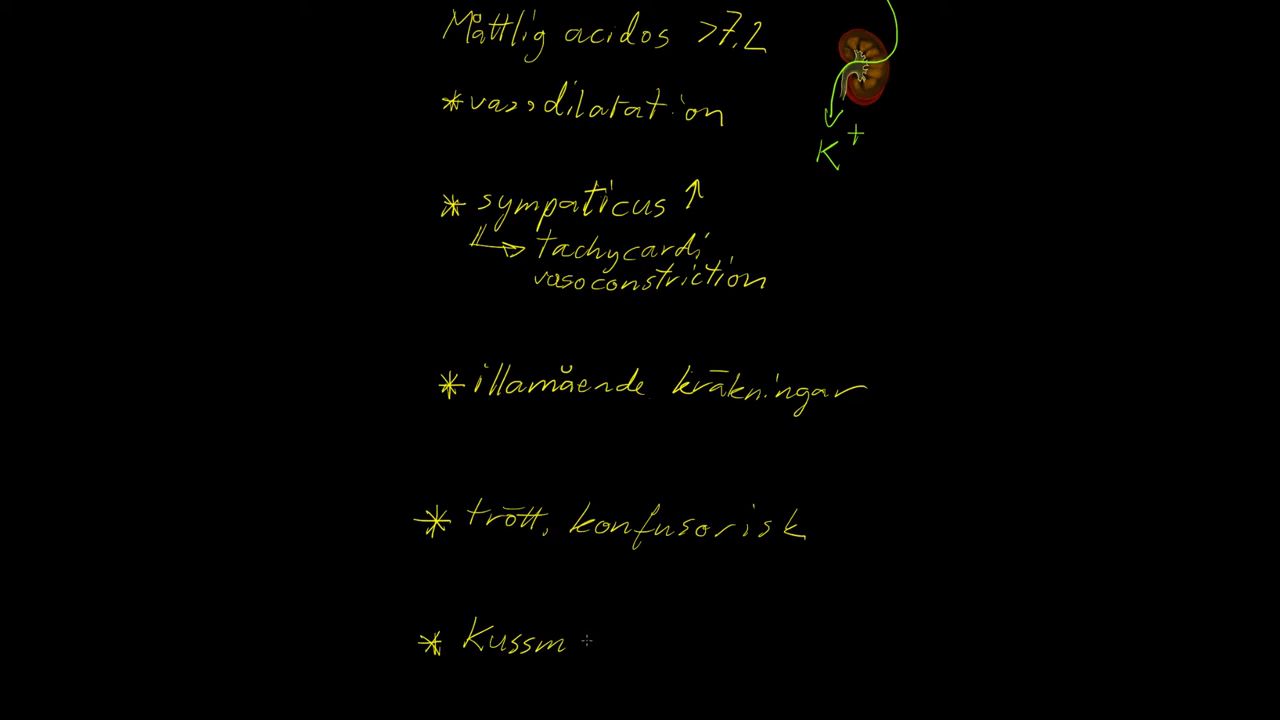 Måttlig acidos >7,2
* vasodilatation
K+
* sympaticus ↑
↳ tachycardi
vasoconstriction
* illamående kräkningar
* trött, konfusorisk
* Kussm